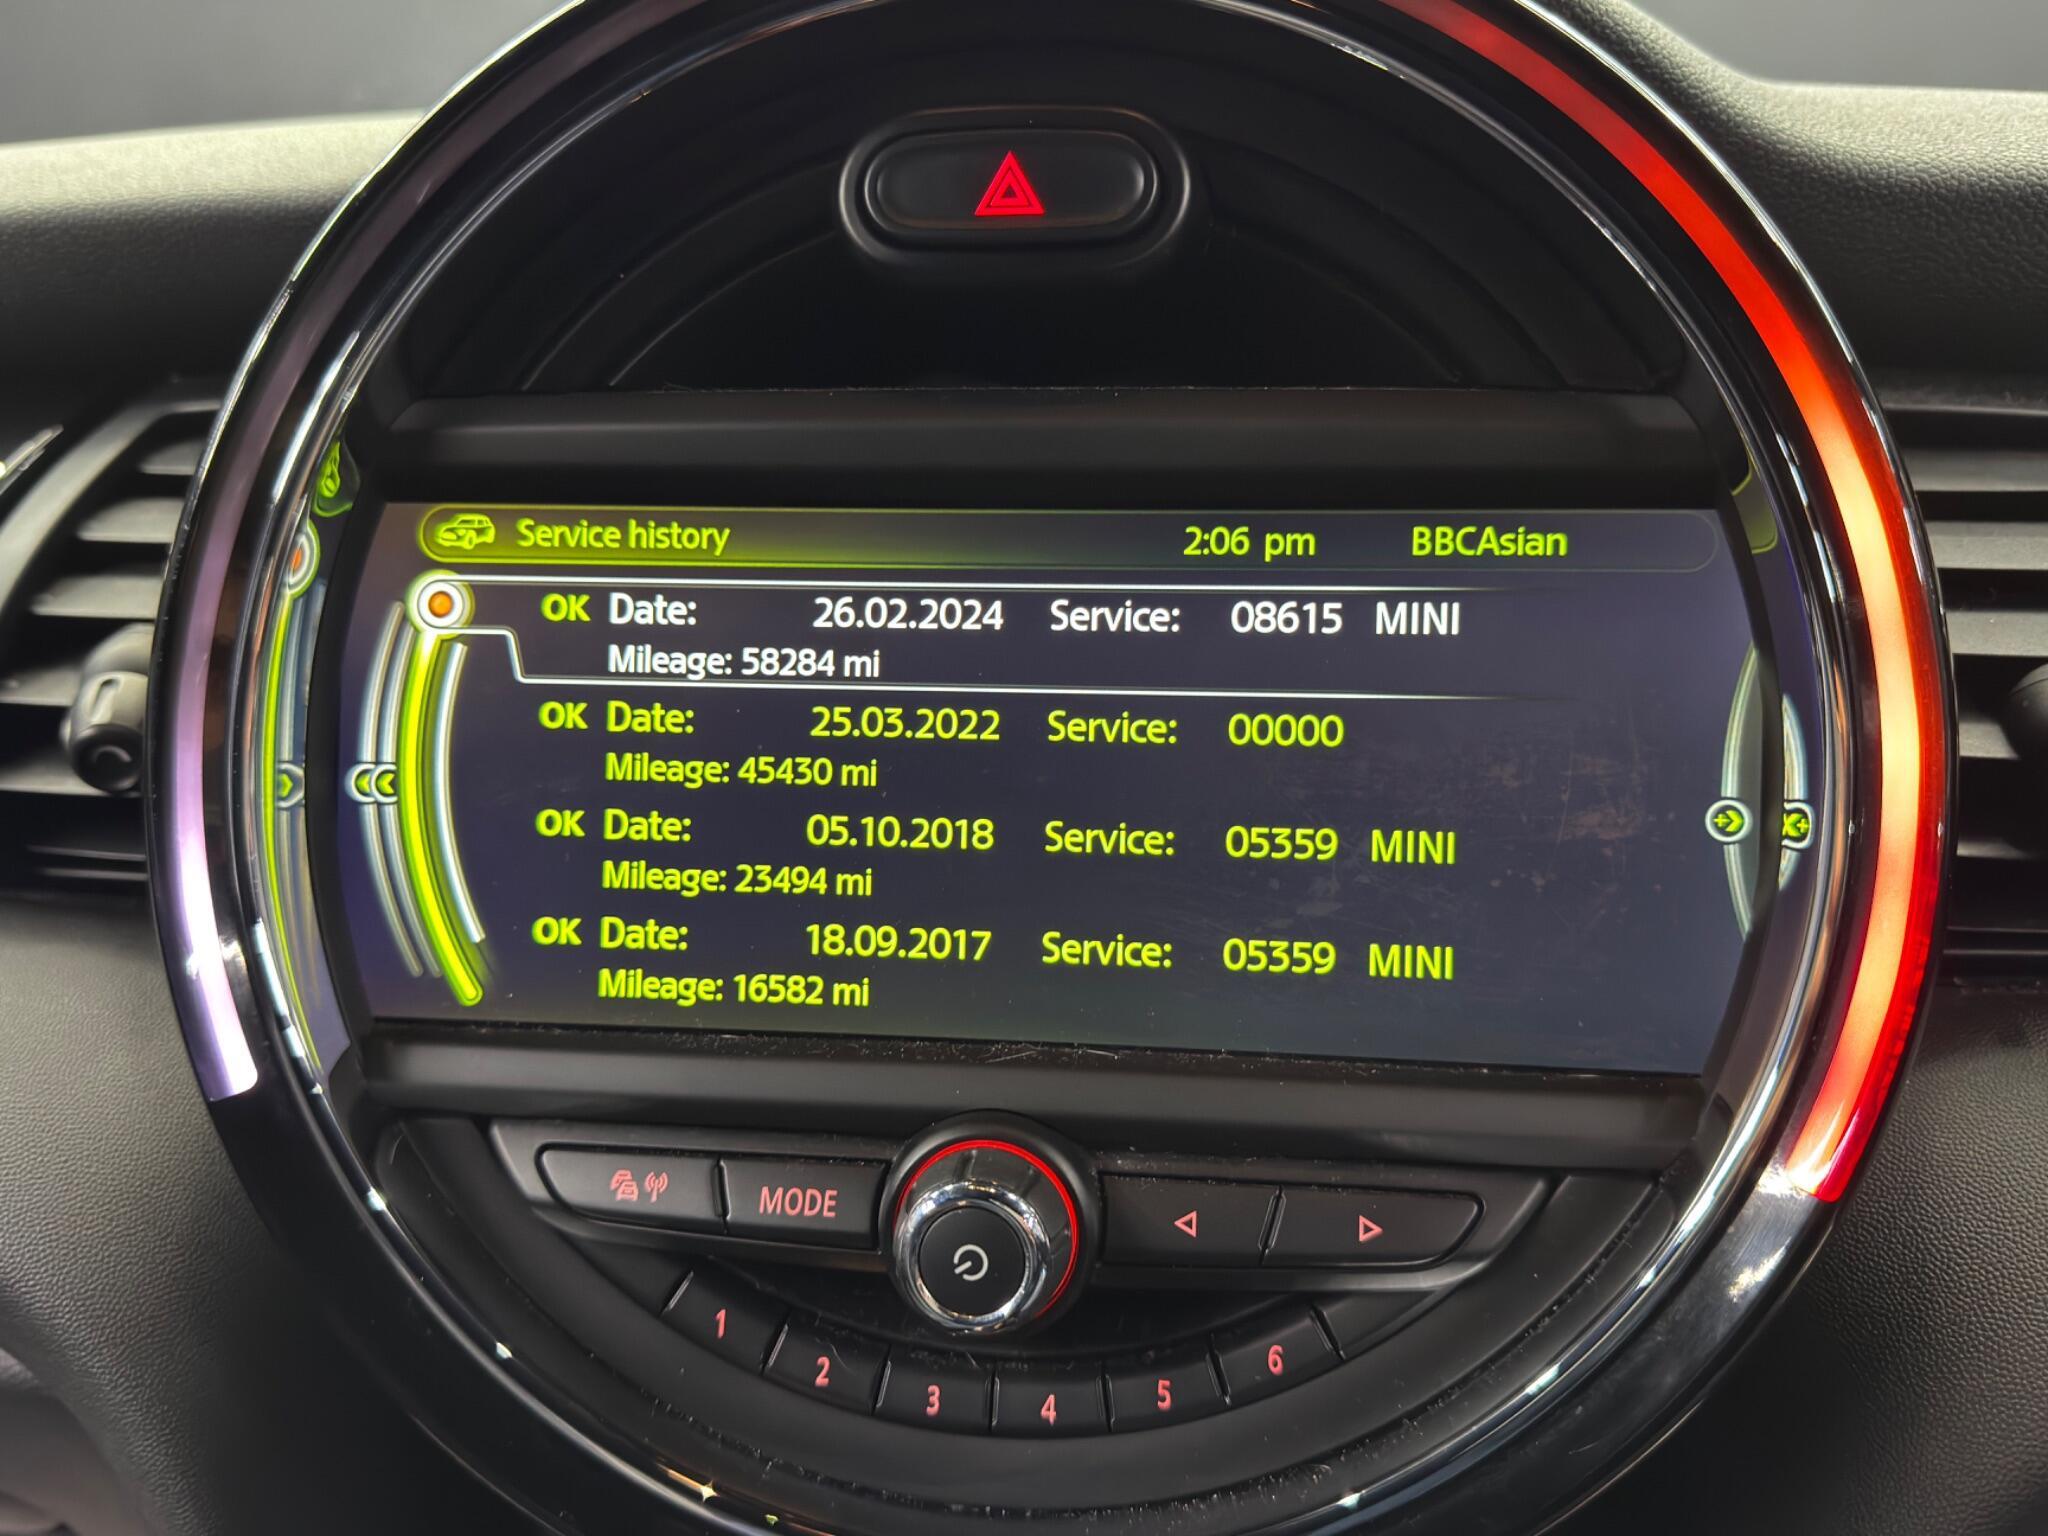 Service history 2:06 pm BBCAsian
OK Date: 26.02.2024 Service: 08615 MINI
Mileage: 58284 mi
OK Date: 25.03.2022 Service: 00000
Mileage: 45430 mi
OK Date: 05.10.2018 Service: 05359 MINI
Mileage: 23494 mi
OK Date: 18.09.2017 Service: 05359 MINI
Mileage: 16582 mi
MODE
1 2 3 4 5 6